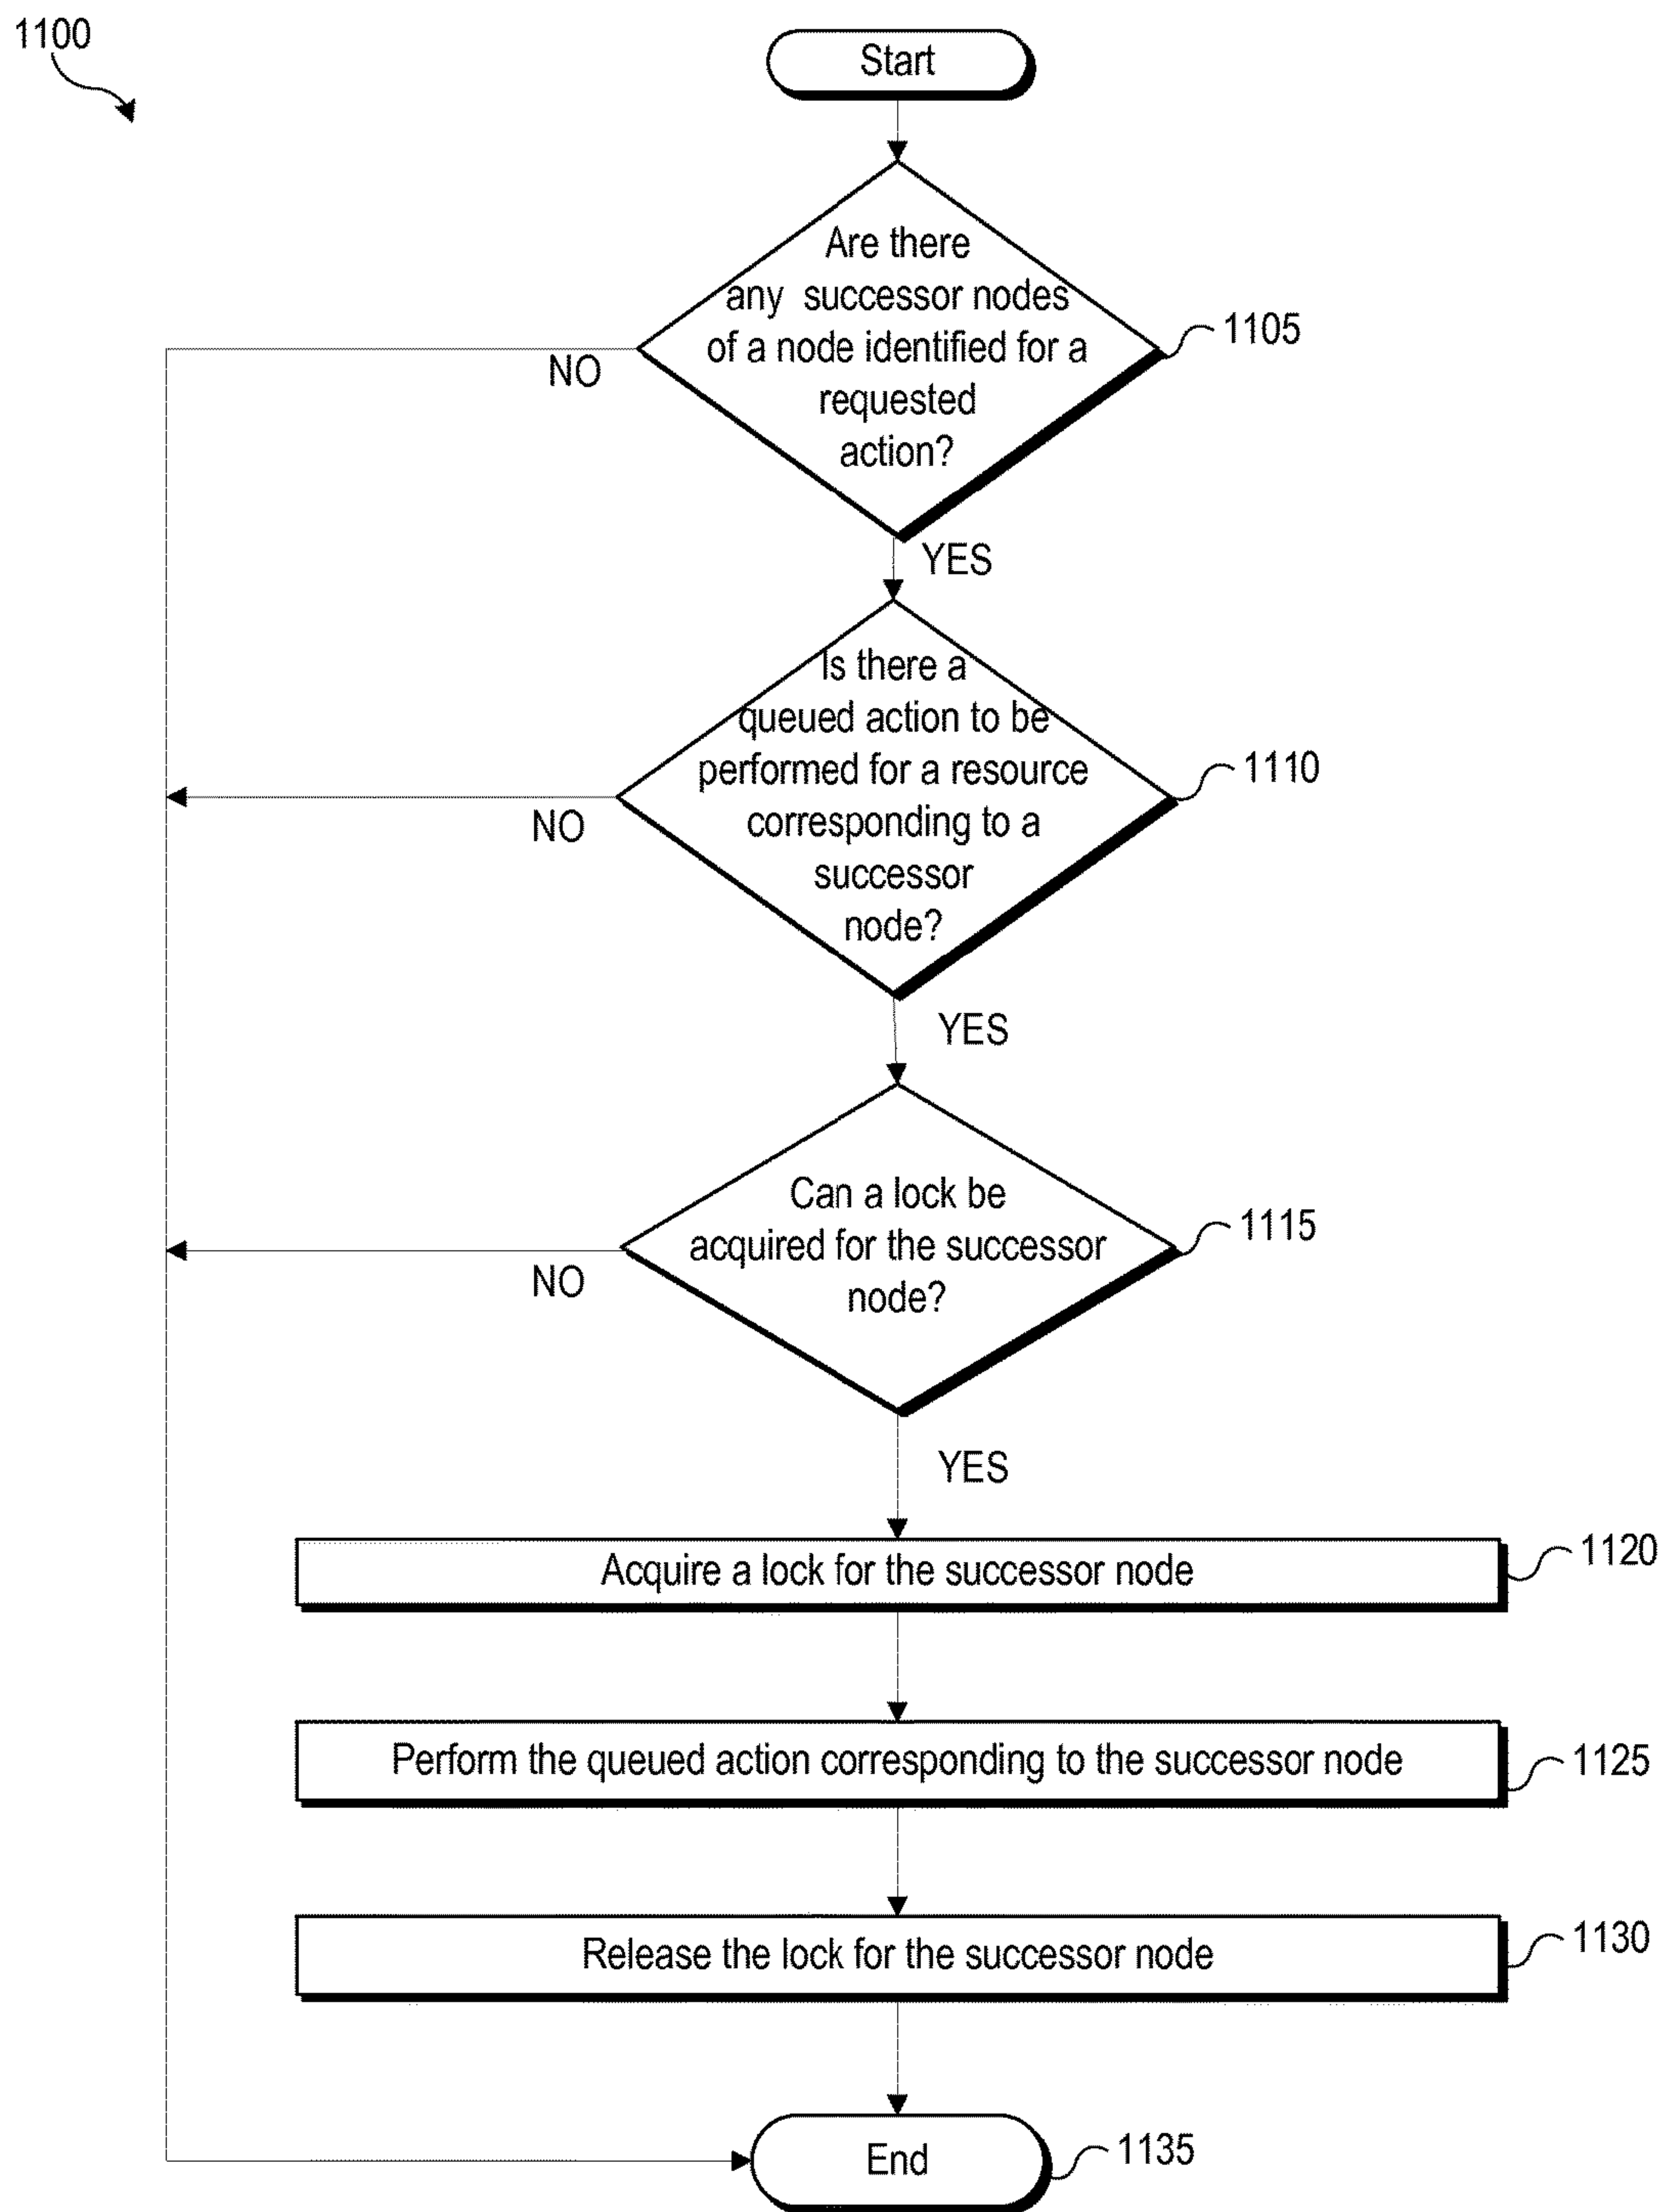 1100
Start
Are there
any successor nodes
of a node identified for a
requested
action?
1105
NO
YES
Is there a
queued action to be
performed for a resource
corresponding to a
successor
node?
1110
NO
YES
Can a lock be
acquired for the successor
node?
1115
NO
YES
Acquire a lock for the successor node
1120
Perform the queued action corresponding to the successor node
1125
Release the lock for the successor node
1130
End
1135